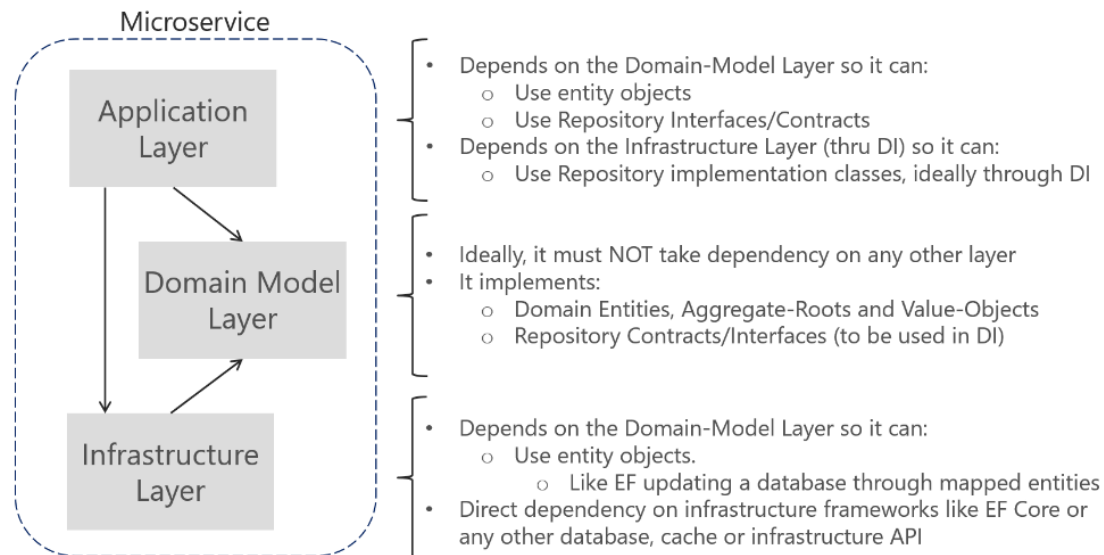 Microservice
Application
Layer
Domain Model
Layer
Infrastructure
Layer
• Depends on the Domain-Model Layer so it can:
o Use entity objects
o Use Repository Interfaces/Contracts
• Depends on the Infrastructure Layer (thru DI) so it can:
o Use Repository implementation classes, ideally through DI
• Ideally, it must NOT take dependency on any other layer
• It implements:
o Domain Entities, Aggregate-Roots and Value-Objects
o Repository Contracts/Interfaces (to be used in DI)
• Depends on the Domain-Model Layer so it can:
o Use entity objects.
o Like EF updating a database through mapped entities
• Direct dependency on infrastructure frameworks like EF Core or
any other database, cache or infrastructure API